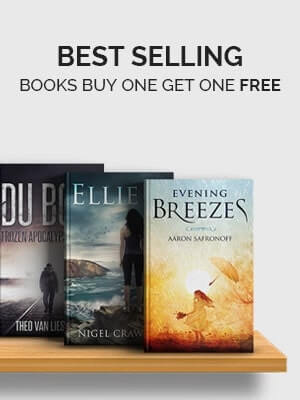 BEST SELLING
BOOKS BUY ONE GET ONE FREE
DU BO
FROZEN APOCALYP
THEO VAN LIES
ELLIE
NIGEL CRAW
EVENING
BREEZES
AARON SAFRONOFF